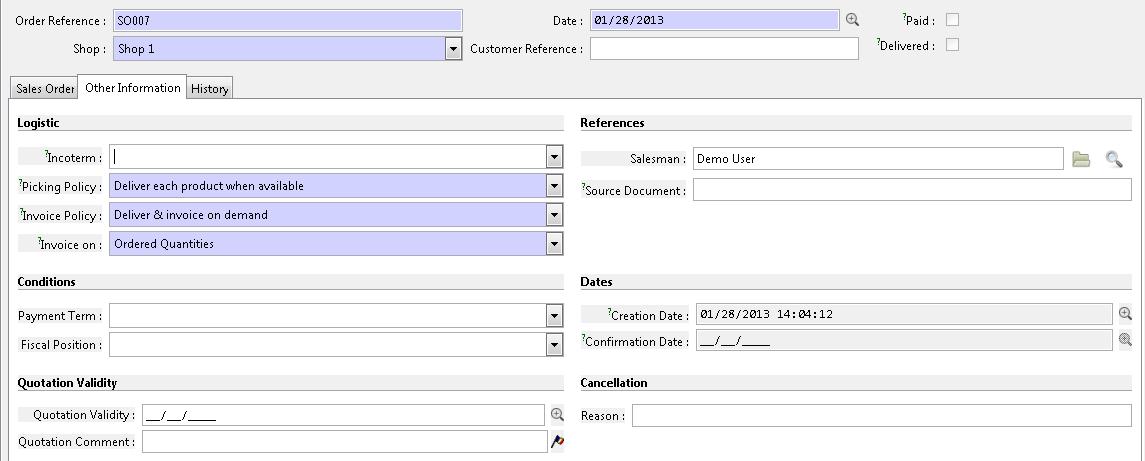 Order Reference : SO007 Date : 01/28/2013 ?Paid :
Shop : Shop 1 Customer Reference : ?Delivered :
Sales Order Other Information History
Logistic References
?Incoterm : Salesman : Demo User
?Picking Policy : Deliver each product when available ?Source Document :
?Invoice Policy : Deliver & invoice on demand
?Invoice on : Ordered Quantities
Conditions Dates
Payment Term : ?Creation Date : 01/28/2013 14:04:12
Fiscal Position : ?Confirmation Date : __/__/____
Quotation Validity Cancellation
Quotation Validity : __/__/____ Reason :
Quotation Comment :